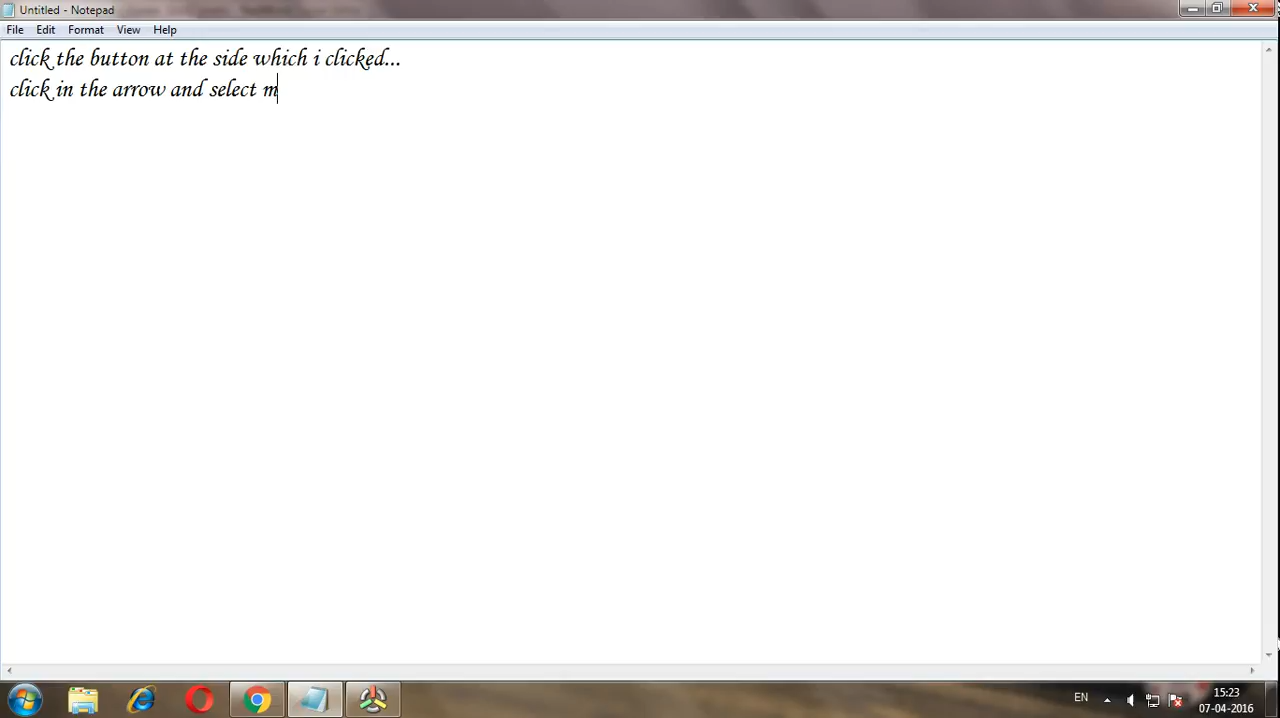 Untitled - Notepad
File Edit Format View Help
click the button at the side which i clicked...
click in the arrow and select m
EN
15:23
07-04-2016